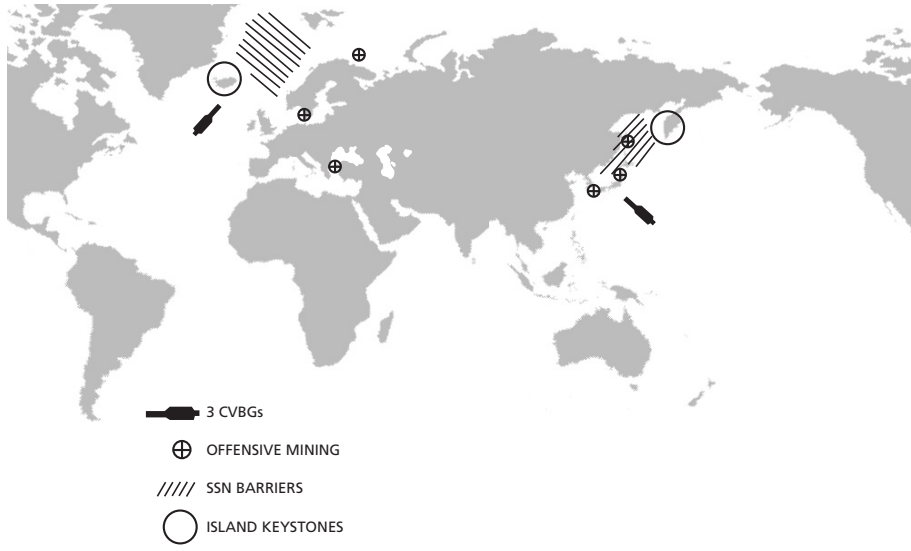 3 CVBGs
OFFENSIVE MINING
SSN BARRIERS
ISLAND KEYSTONES